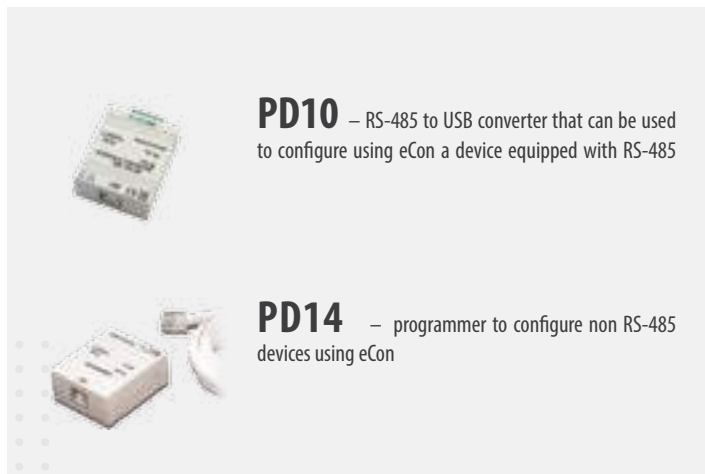 PD10 – RS-485 to USB converter that can be used
to configure using eCon a device equipped with RS-485
PD14 – programmer to configure non RS-485
devices using eCon